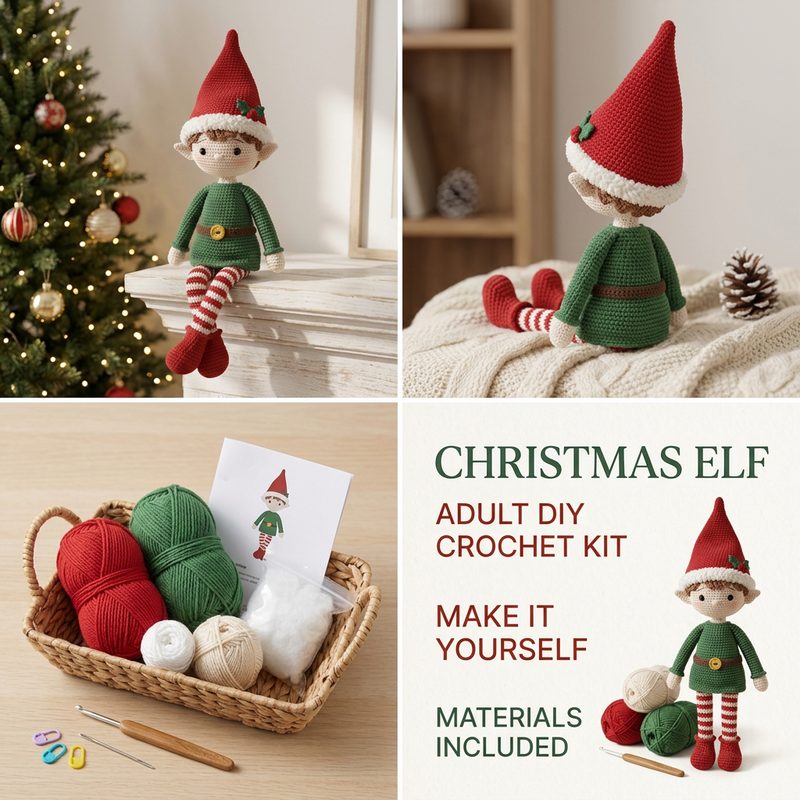 CHRISTMAS ELF
ADULT DIY
CROCHET KIT
MAKE IT
YOURSELF
MATERIALS
INCLUDED